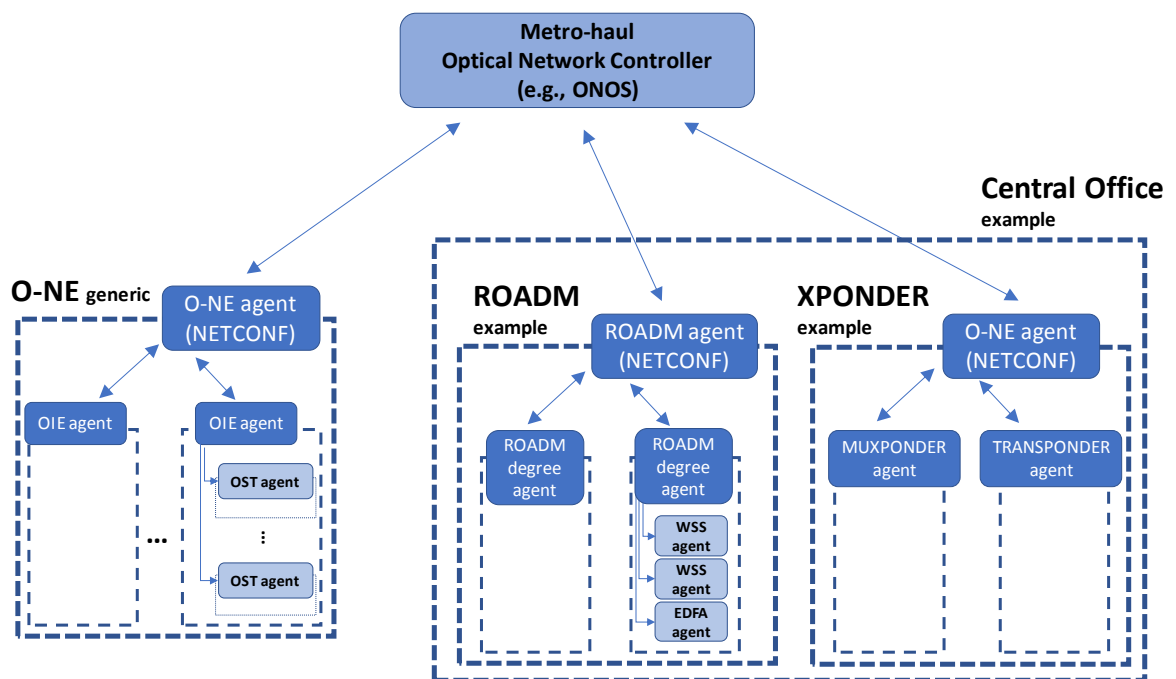 Metro-haul
Optical Network Controller
(e.g., ONOS)
Central Office
example
O-NE generic
O-NE agent
(NETCONF)
OIE agent
OIE agent
OST agent
...
...
OST agent
ROADM
example
ROADM agent
(NETCONF)
ROADM
degree
agent
ROADM
degree
agent
WSS
agent
WSS
agent
EDFA
agent
XPONDER
example
O-NE agent
(NETCONF)
MUXPONDER
agent
TRANSPONDER
agent